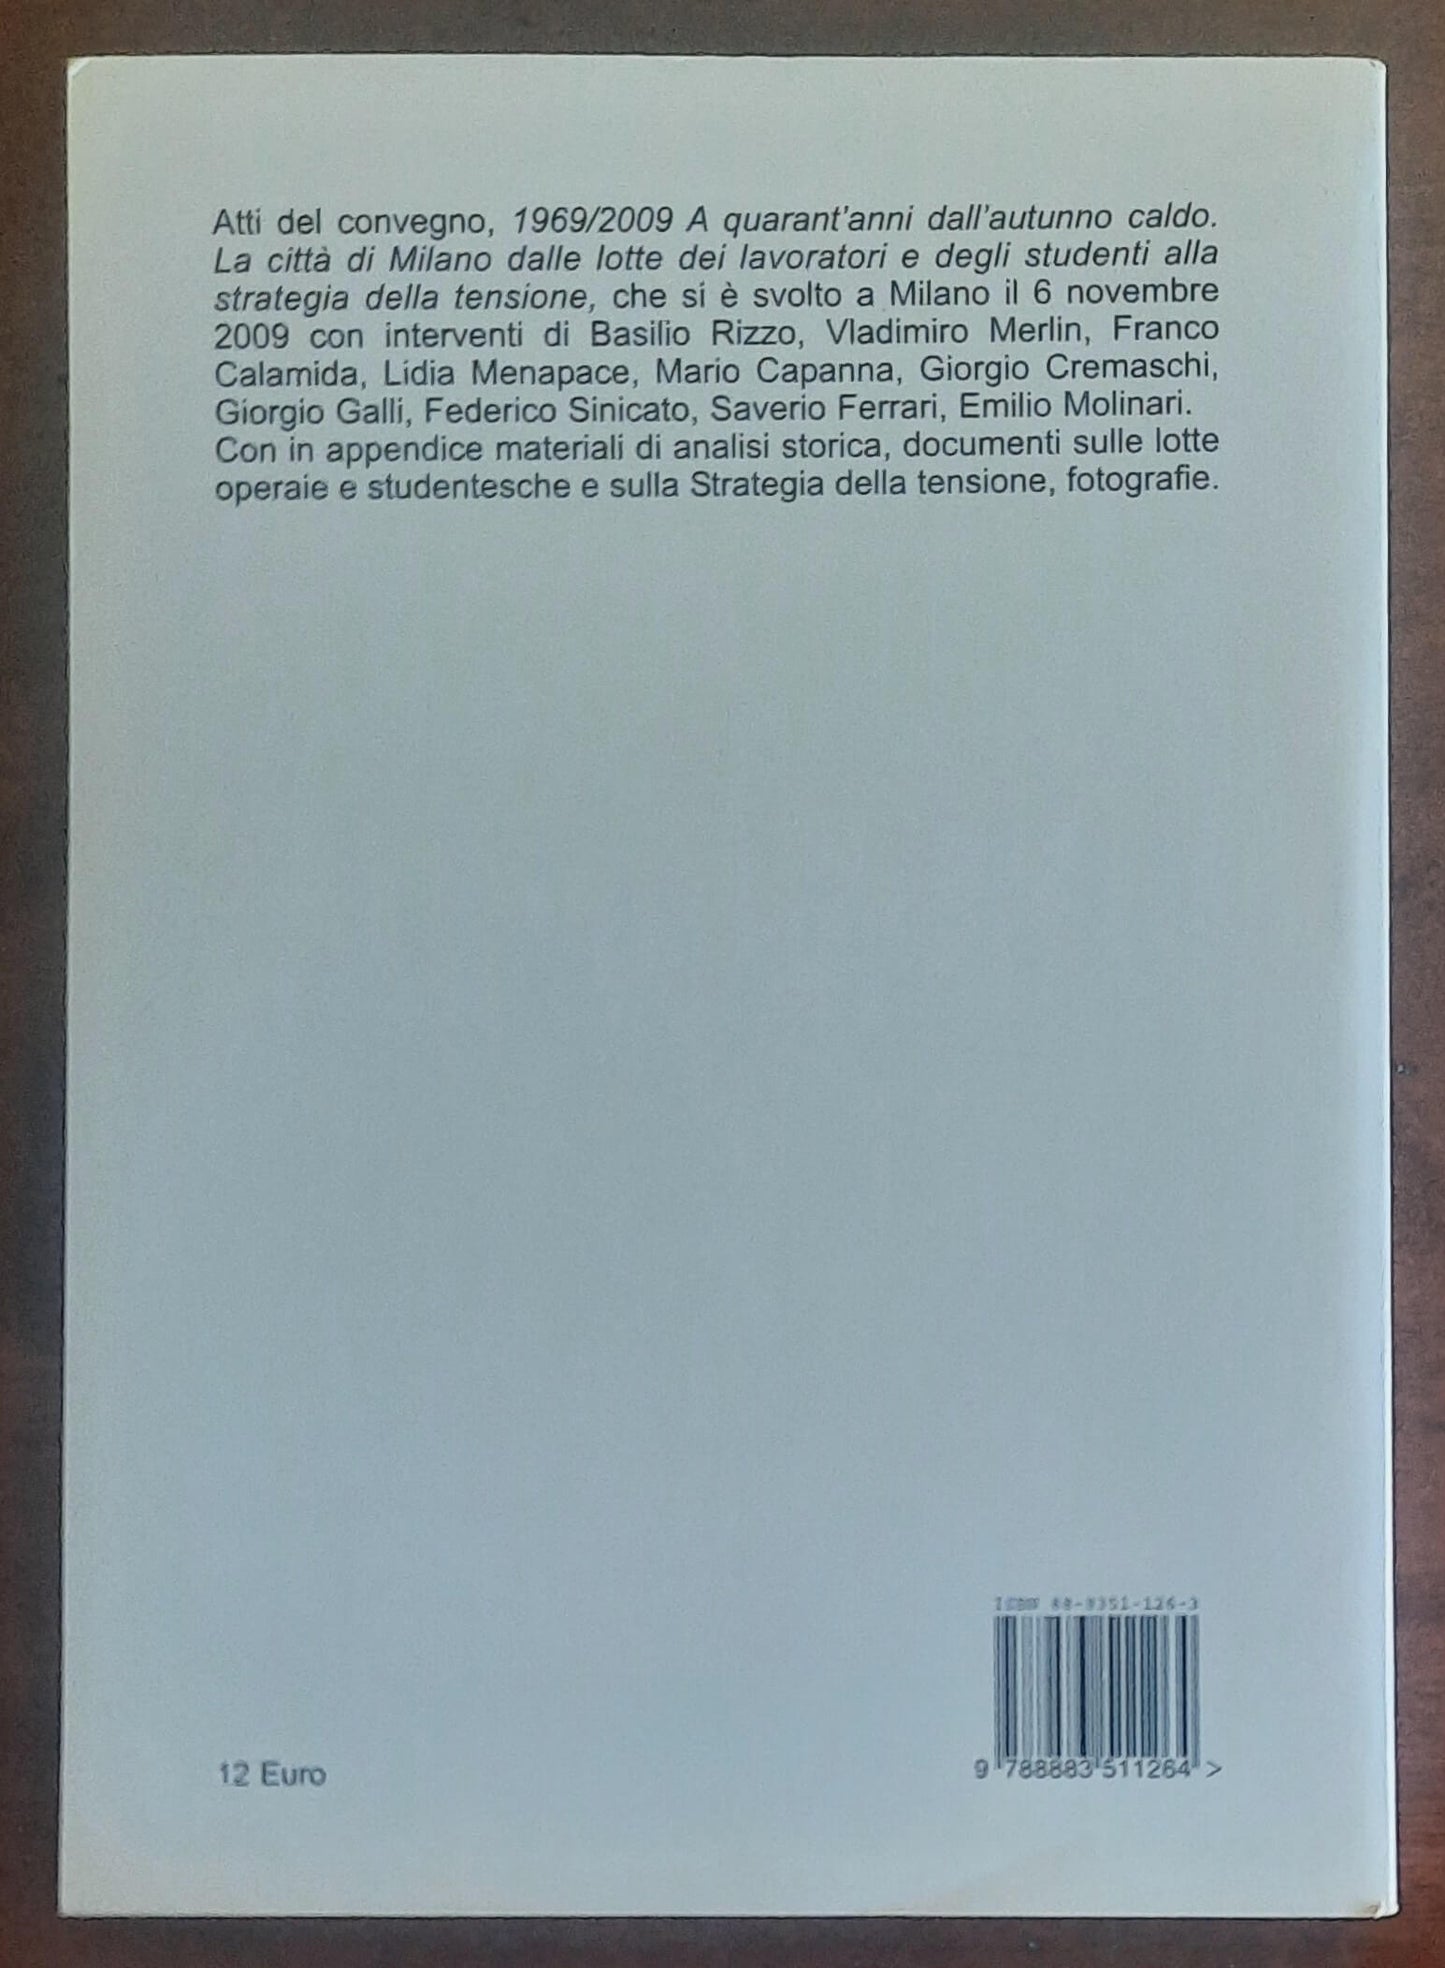 Atti del convegno, 1969/2009 A quarant'anni dall'autunno caldo.
La città di Milano dalle lotte dei lavoratori e degli studenti alla
strategia della tensione, che si è svolto a Milano il 6 novembre
2009 con interventi di Basilio Rizzo, Vladimiro Merlin, Franco
Calamida, Lidia Menapace, Mario Capanna, Giorgio Cremaschi,
Giorgio Galli, Federico Sinicato, Saverio Ferrari, Emilio Molinari.
Con in appendice materiali di analisi storica, documenti sulle lotte
operaie e studentesche e sulla Strategia della tensione, fotografie.
ISBN 88-8351-126-3
12 Euro
9 788883 511264 >